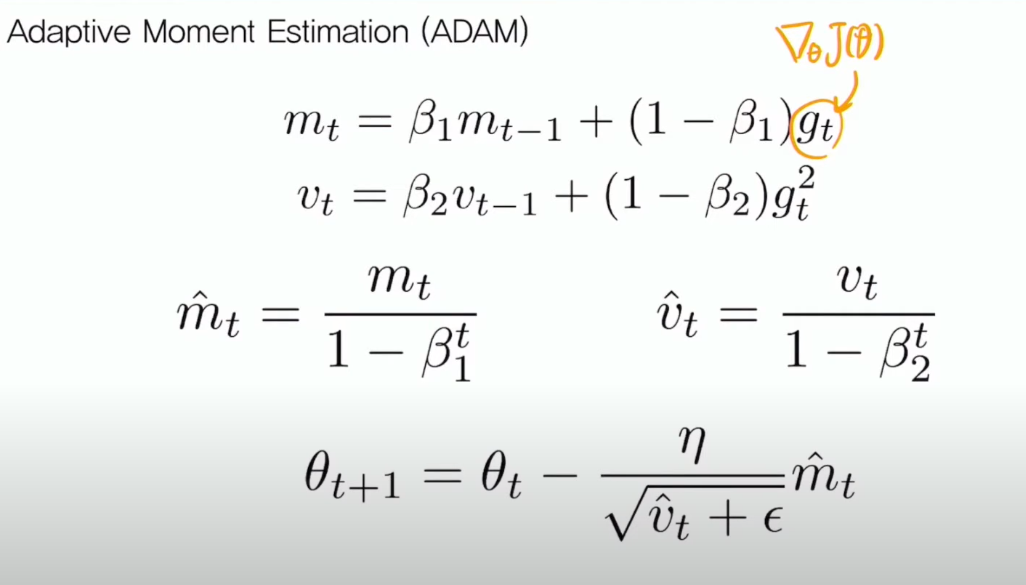 Adaptive Moment Estimation (ADAM)
∇_θ J(θ)
m_t = β_1 m_{t−1} + (1 − β_1)g_t
v_t = β_2 v_{t−1} + (1 − β_2)g_t^2
m̂_t = m_t / (1 − β_1^t)    v̂_t = v_t / (1 − β_2^t)
θ_{t+1} = θ_t − η / √(v̂_t + ϵ) m̂_t